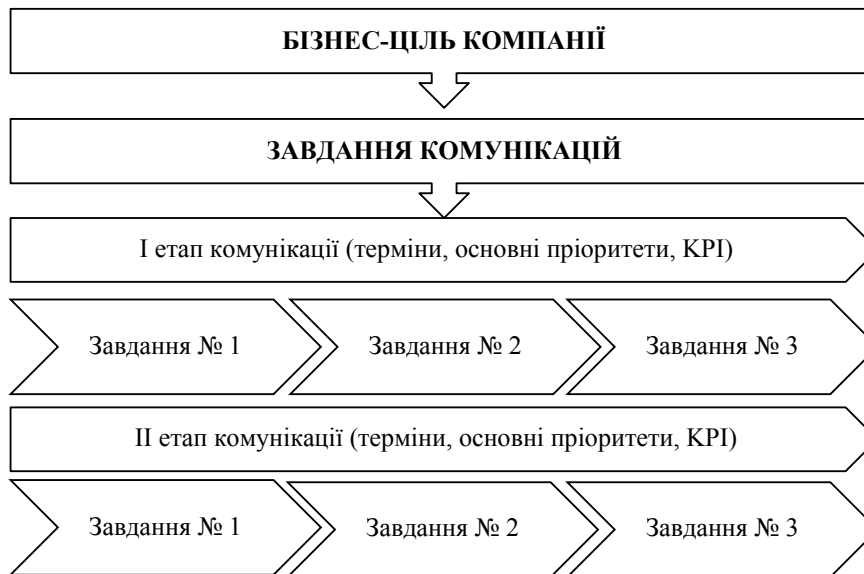 БІЗНЕС-ЦІЛЬ КОМПАНІЇ
ЗАВДАННЯ КОМУНІКАЦІЙ
І етап комунікації (терміни, основні пріоритети, KPI)
Завдання № 1
Завдання № 2
Завдання № 3
ІІ етап комунікації (терміни, основні пріоритети, KPI)
Завдання № 1
Завдання № 2
Завдання № 3